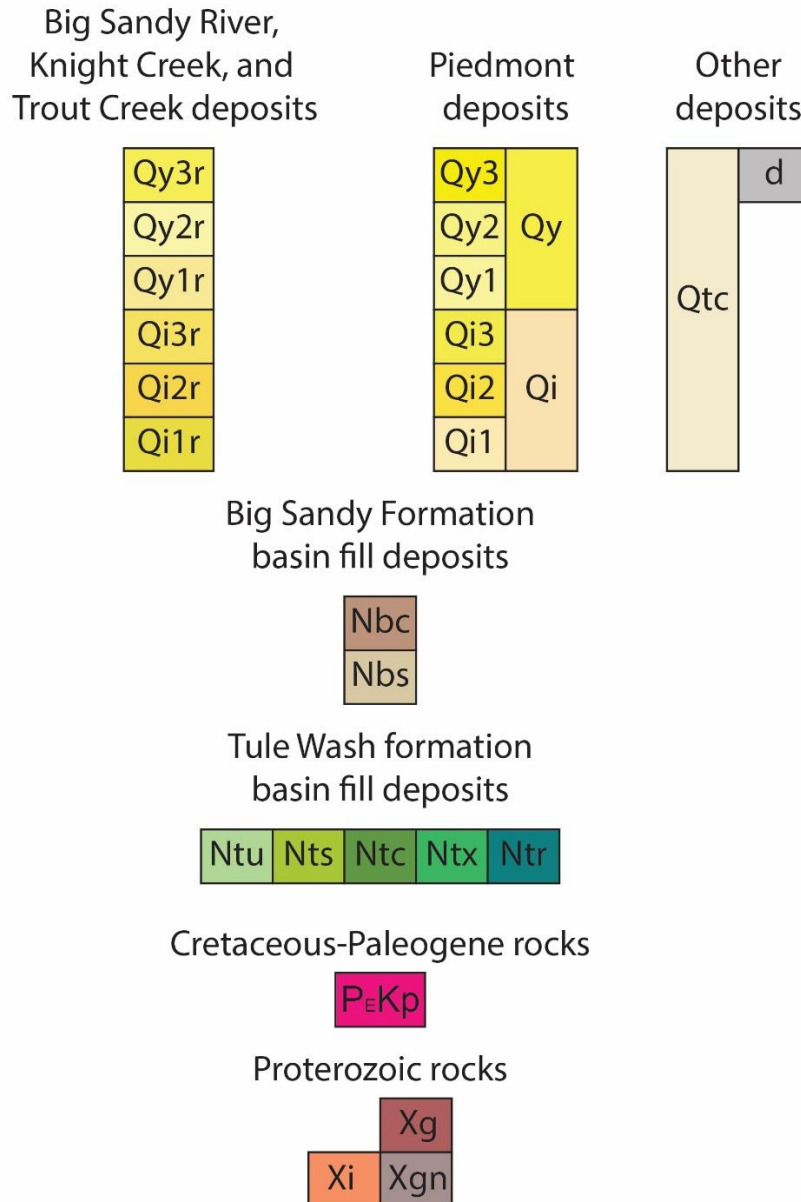 Big Sandy River,
Knight Creek, and
Trout Creek deposits
Piedmont
deposits
Other
deposits
Qy3r
Qy2r
Qy1r
Qi3r
Qi2r
Qi1r
Qy3
Qy2
Qy1
Qi3
Qi2
Qi1
Qy
Qi
Qtc
d
Big Sandy Formation
basin fill deposits
Nbc
Nbs
Tule Wash formation
basin fill deposits
Ntu Nts Ntc Ntx Ntr
Cretaceous-Paleogene rocks
PEKp
Proterozoic rocks
Xg
Xi Xgn